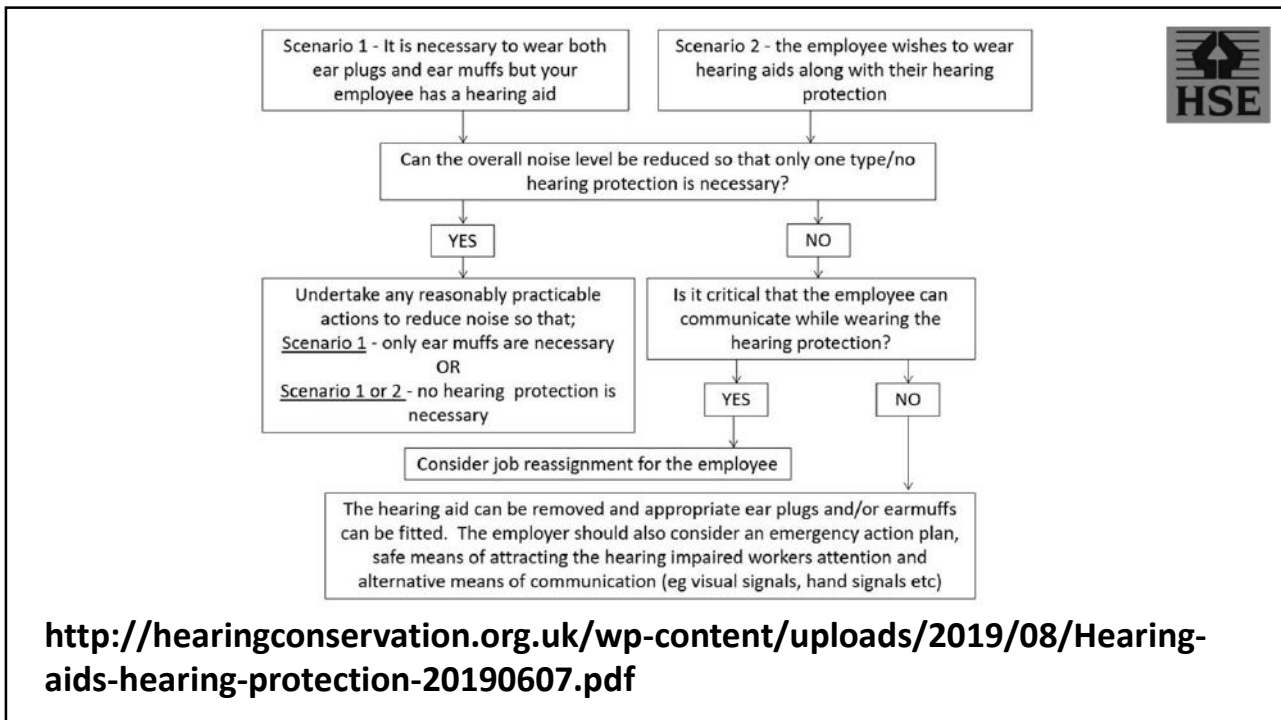 Scenario 1 - It is necessary to wear both
ear plugs and ear muffs but your
employee has a hearing aid
Scenario 2 - the employee wishes to wear
hearing aids along with their hearing
protection
HSE
Can the overall noise level be reduced so that only one type/no
hearing protection is necessary?
YES
NO
Undertake any reasonably practicable
actions to reduce noise so that;
Scenario 1 - only ear muffs are necessary
OR
Scenario 1 or 2 - no hearing  protection is
necessary
Is it critical that the employee can
communicate while wearing the
hearing protection?
YES
NO
Consider job reassignment for the employee
The hearing aid can be removed and appropriate ear plugs and/or earmuffs
can be fitted.  The employer should also consider an emergency action plan,
safe means of attracting the hearing impaired workers attention and
alternative means of communication (eg visual signals, hand signals etc)
http://hearingconservation.org.uk/wp-content/uploads/2019/08/Hearing-
aids-hearing-protection-20190607.pdf